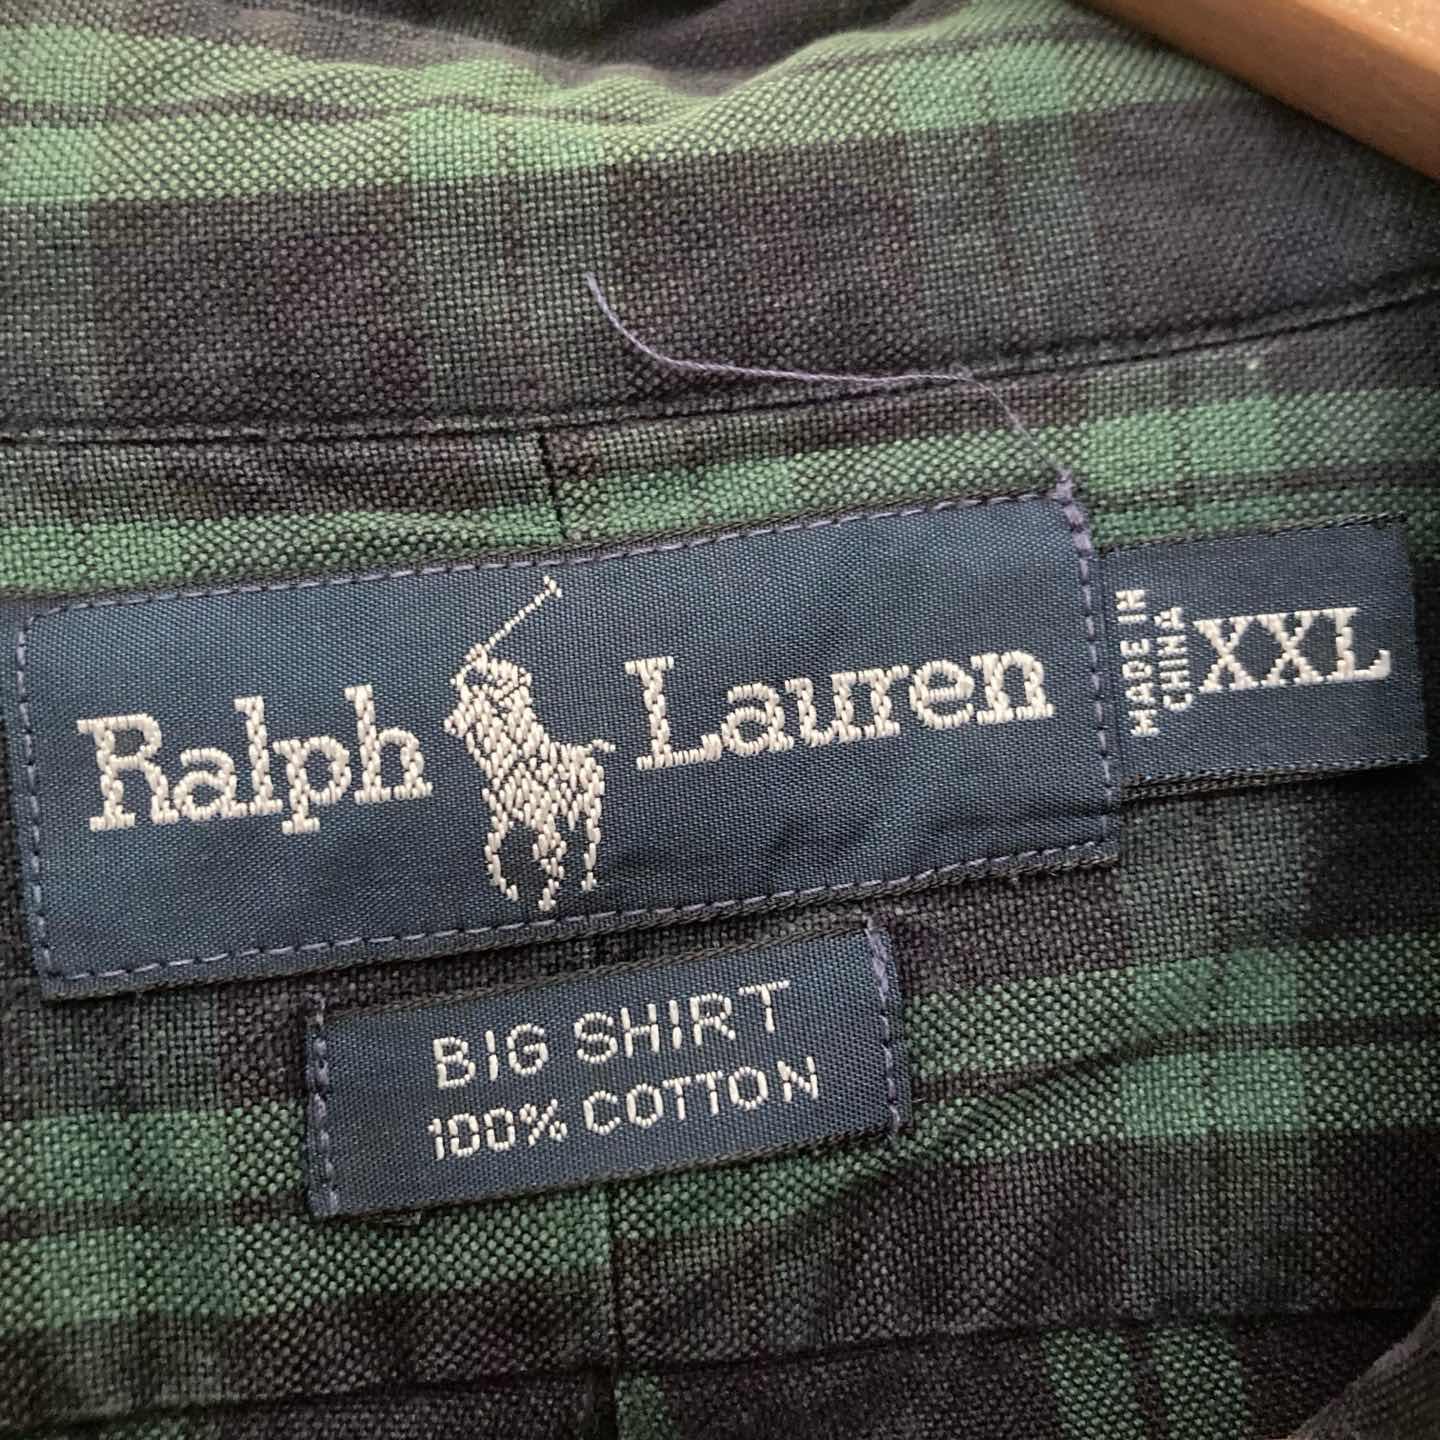 Ralph Lauren
MADE IN
CHINA
XXL
BIG SHIRT
100% COTTON